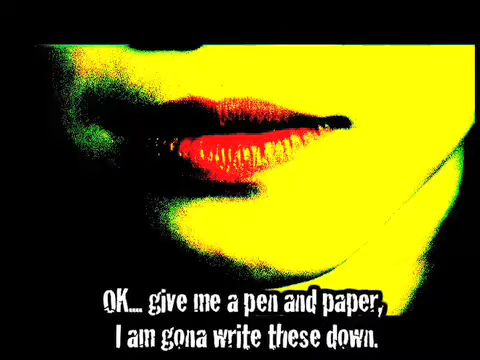 OK.... give me a pen and paper,
I am gona write these down.